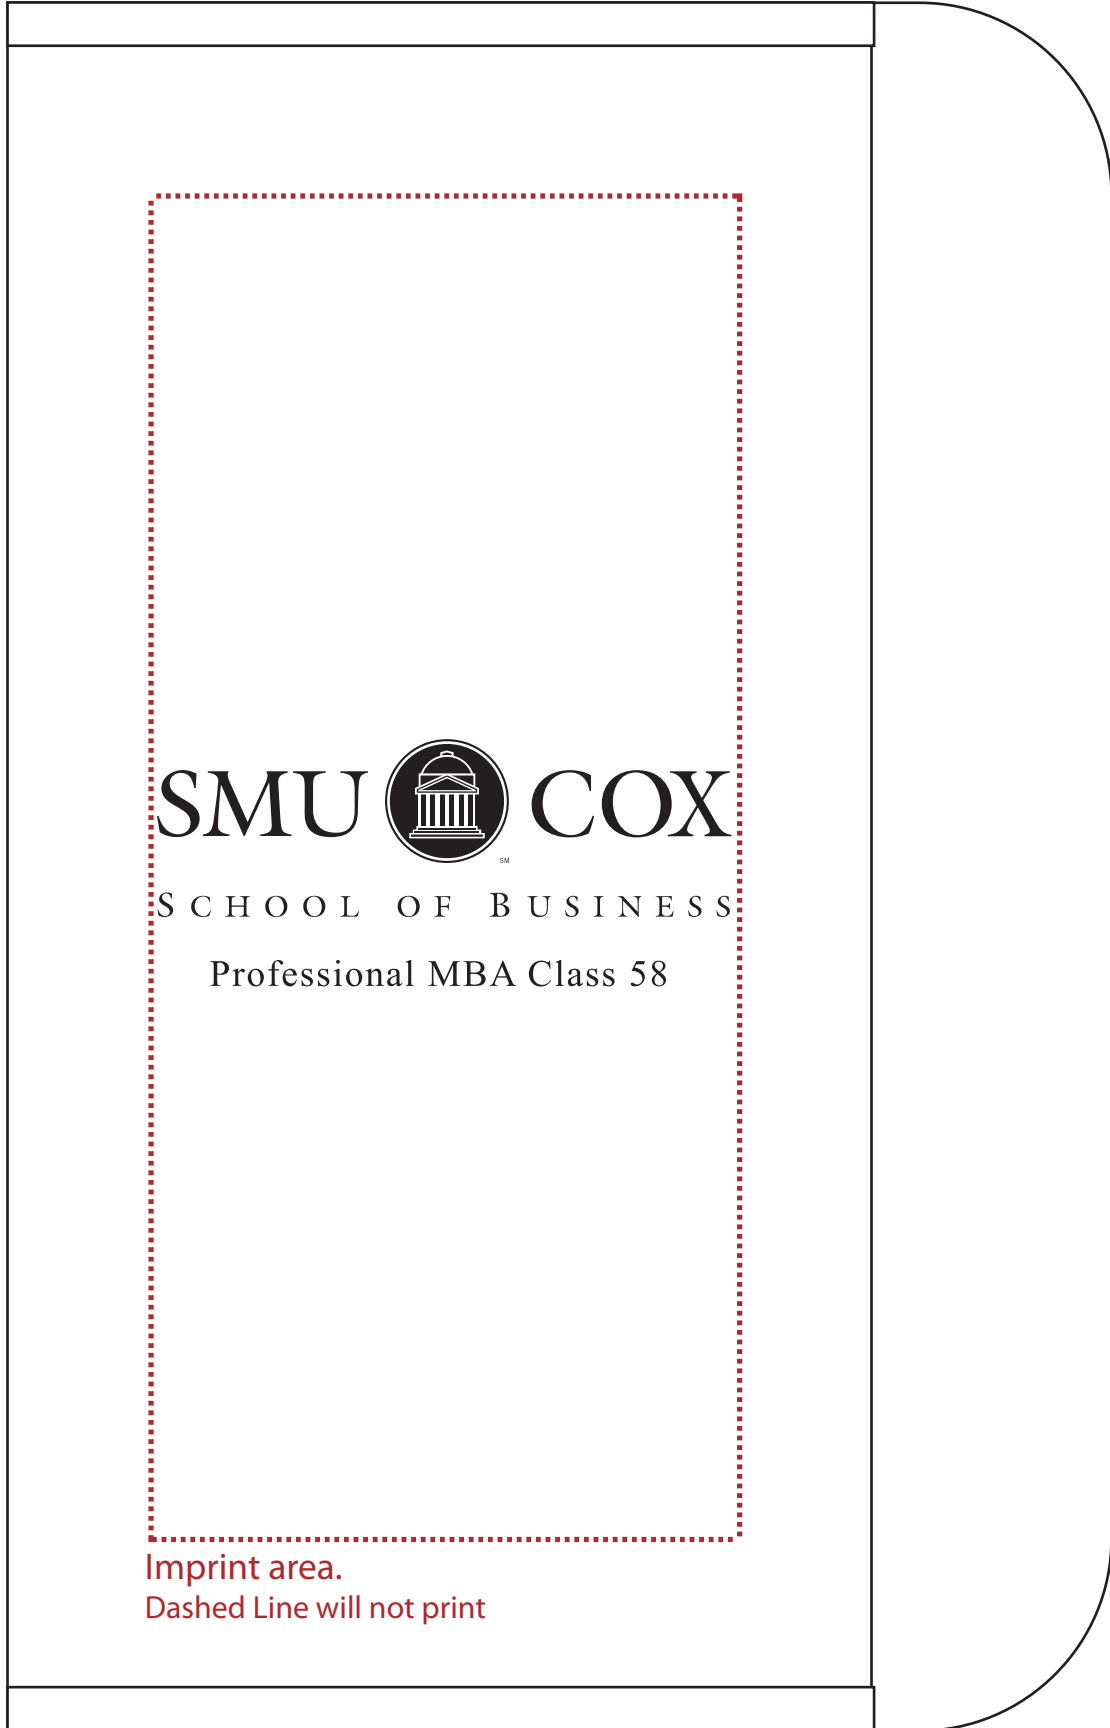 SMU COX
SM
SCHOOL OF BUSINESS
Professional MBA Class 58
Imprint area.
Dashed Line will not print